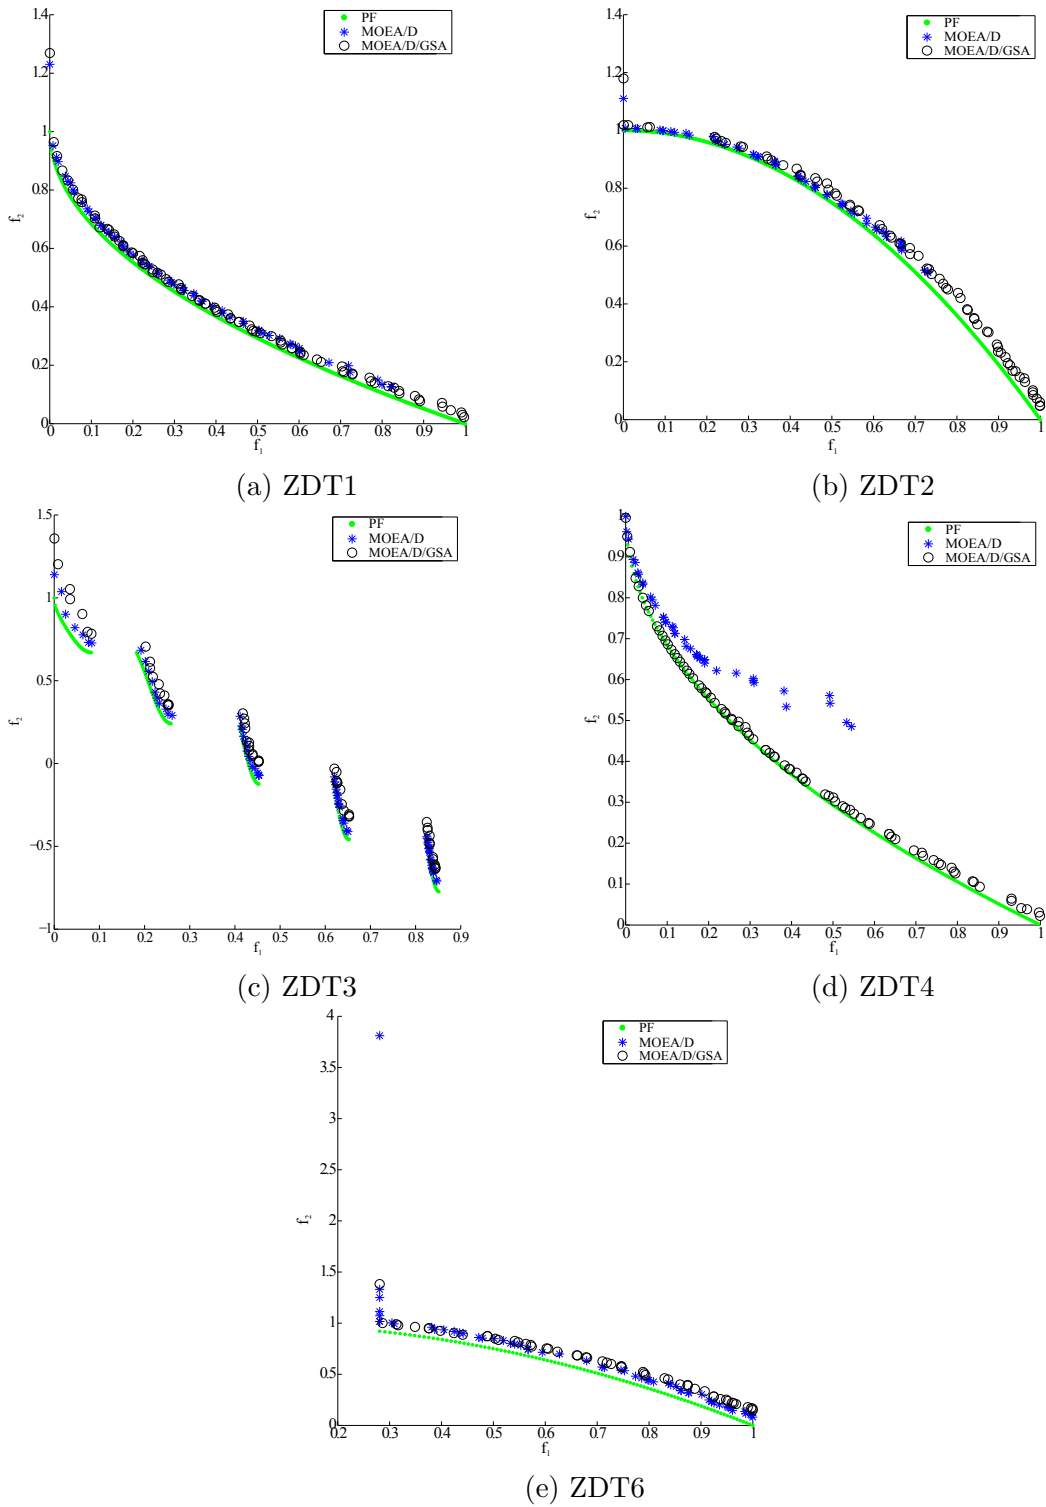 1.4
PF
MOEA/D
MOEA/D/GSA
1.2
1
0.8
f2
0.6
0.4
0.2
0
0 0.1 0.2 0.3 0.4 0.5 0.6 0.7 0.8 0.9 1
f1
(a) ZDT1
1.4
PF
MOEA/D
MOEA/D/GSA
1.2
1
0.8
f2
0.6
0.4
0.2
0
0 0.1 0.2 0.3 0.4 0.5 0.6 0.7 0.8 0.9 1
f1
(b) ZDT2
1.5
PF
MOEA/D
MOEA/D/GSA
1
0.5
f2
0
−0.5
−1
0 0.1 0.2 0.3 0.4 0.5 0.6 0.7 0.8 0.9
f1
(c) ZDT3
1
PF
MOEA/D
MOEA/D/GSA
0.9
0.8
0.7
0.6
f2
0.5
0.4
0.3
0.2
0.1
0
0 0.1 0.2 0.3 0.4 0.5 0.6 0.7 0.8 0.9 1
f1
(d) ZDT4
4
PF
MOEA/D
MOEA/D/GSA
3.5
3
2.5
2
f2
1.5
1
0.5
0
0.2 0.3 0.4 0.5 0.6 0.7 0.8 0.9 1
f1
(e) ZDT6